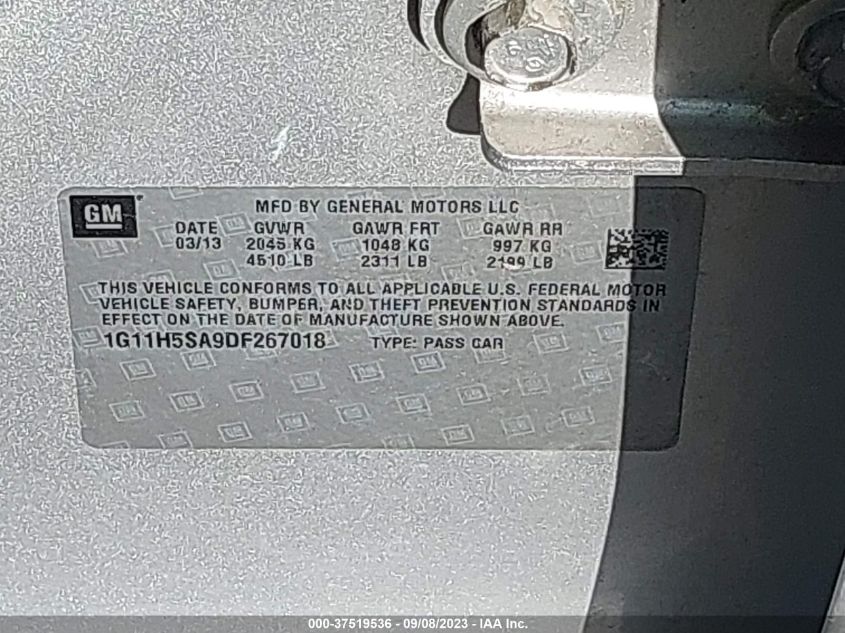 GM
MFD BY GENERAL MOTORS LLC
DATE GVWR GAWR FRT GAWR RR
03/13 2045 KG 1048 KG 997 KG
4510 LB 2311 LB 2199 LB
THIS VEHICLE CONFORMS TO ALL APPLICABLE U.S. FEDERAL MOTOR
VEHICLE SAFETY, BUMPER, AND THEFT PREVENTION STANDARDS IN
EFFECT ON THE DATE OF MANUFACTURE SHOWN ABOVE.
1G11H5SA9DF267018 TYPE: PASS CAR
000-37519536 - 09/08/2023 - IAA Inc.